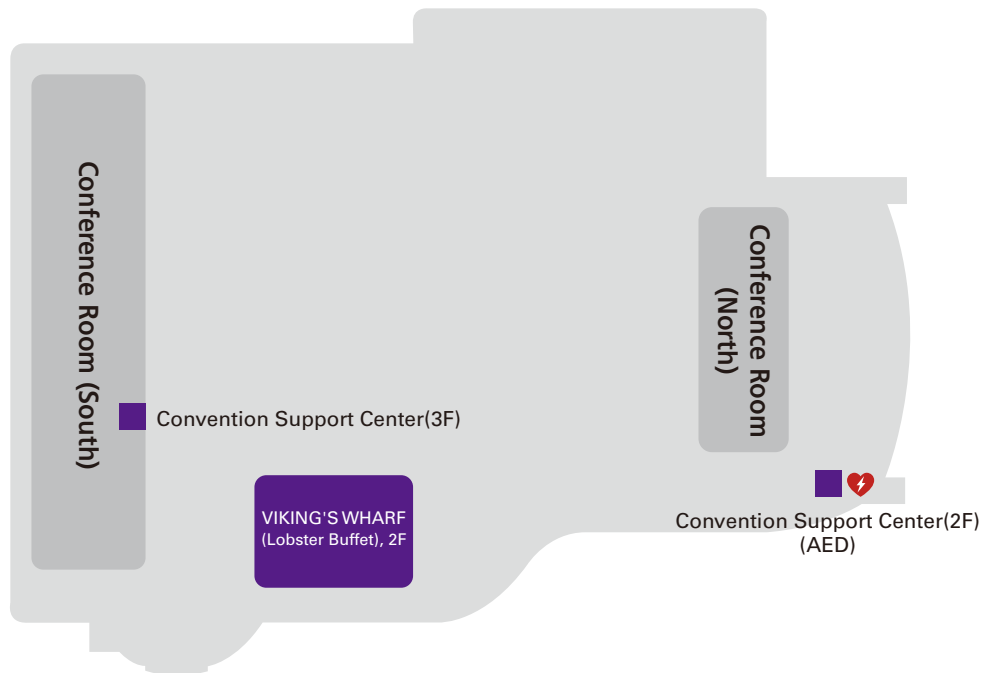 Conference Room (South)
Conference Room
(North)
Convention Support Center(3F)
VIKING'S WHARF
(Lobster Buffet), 2F
Convention Support Center(2F)
(AED)